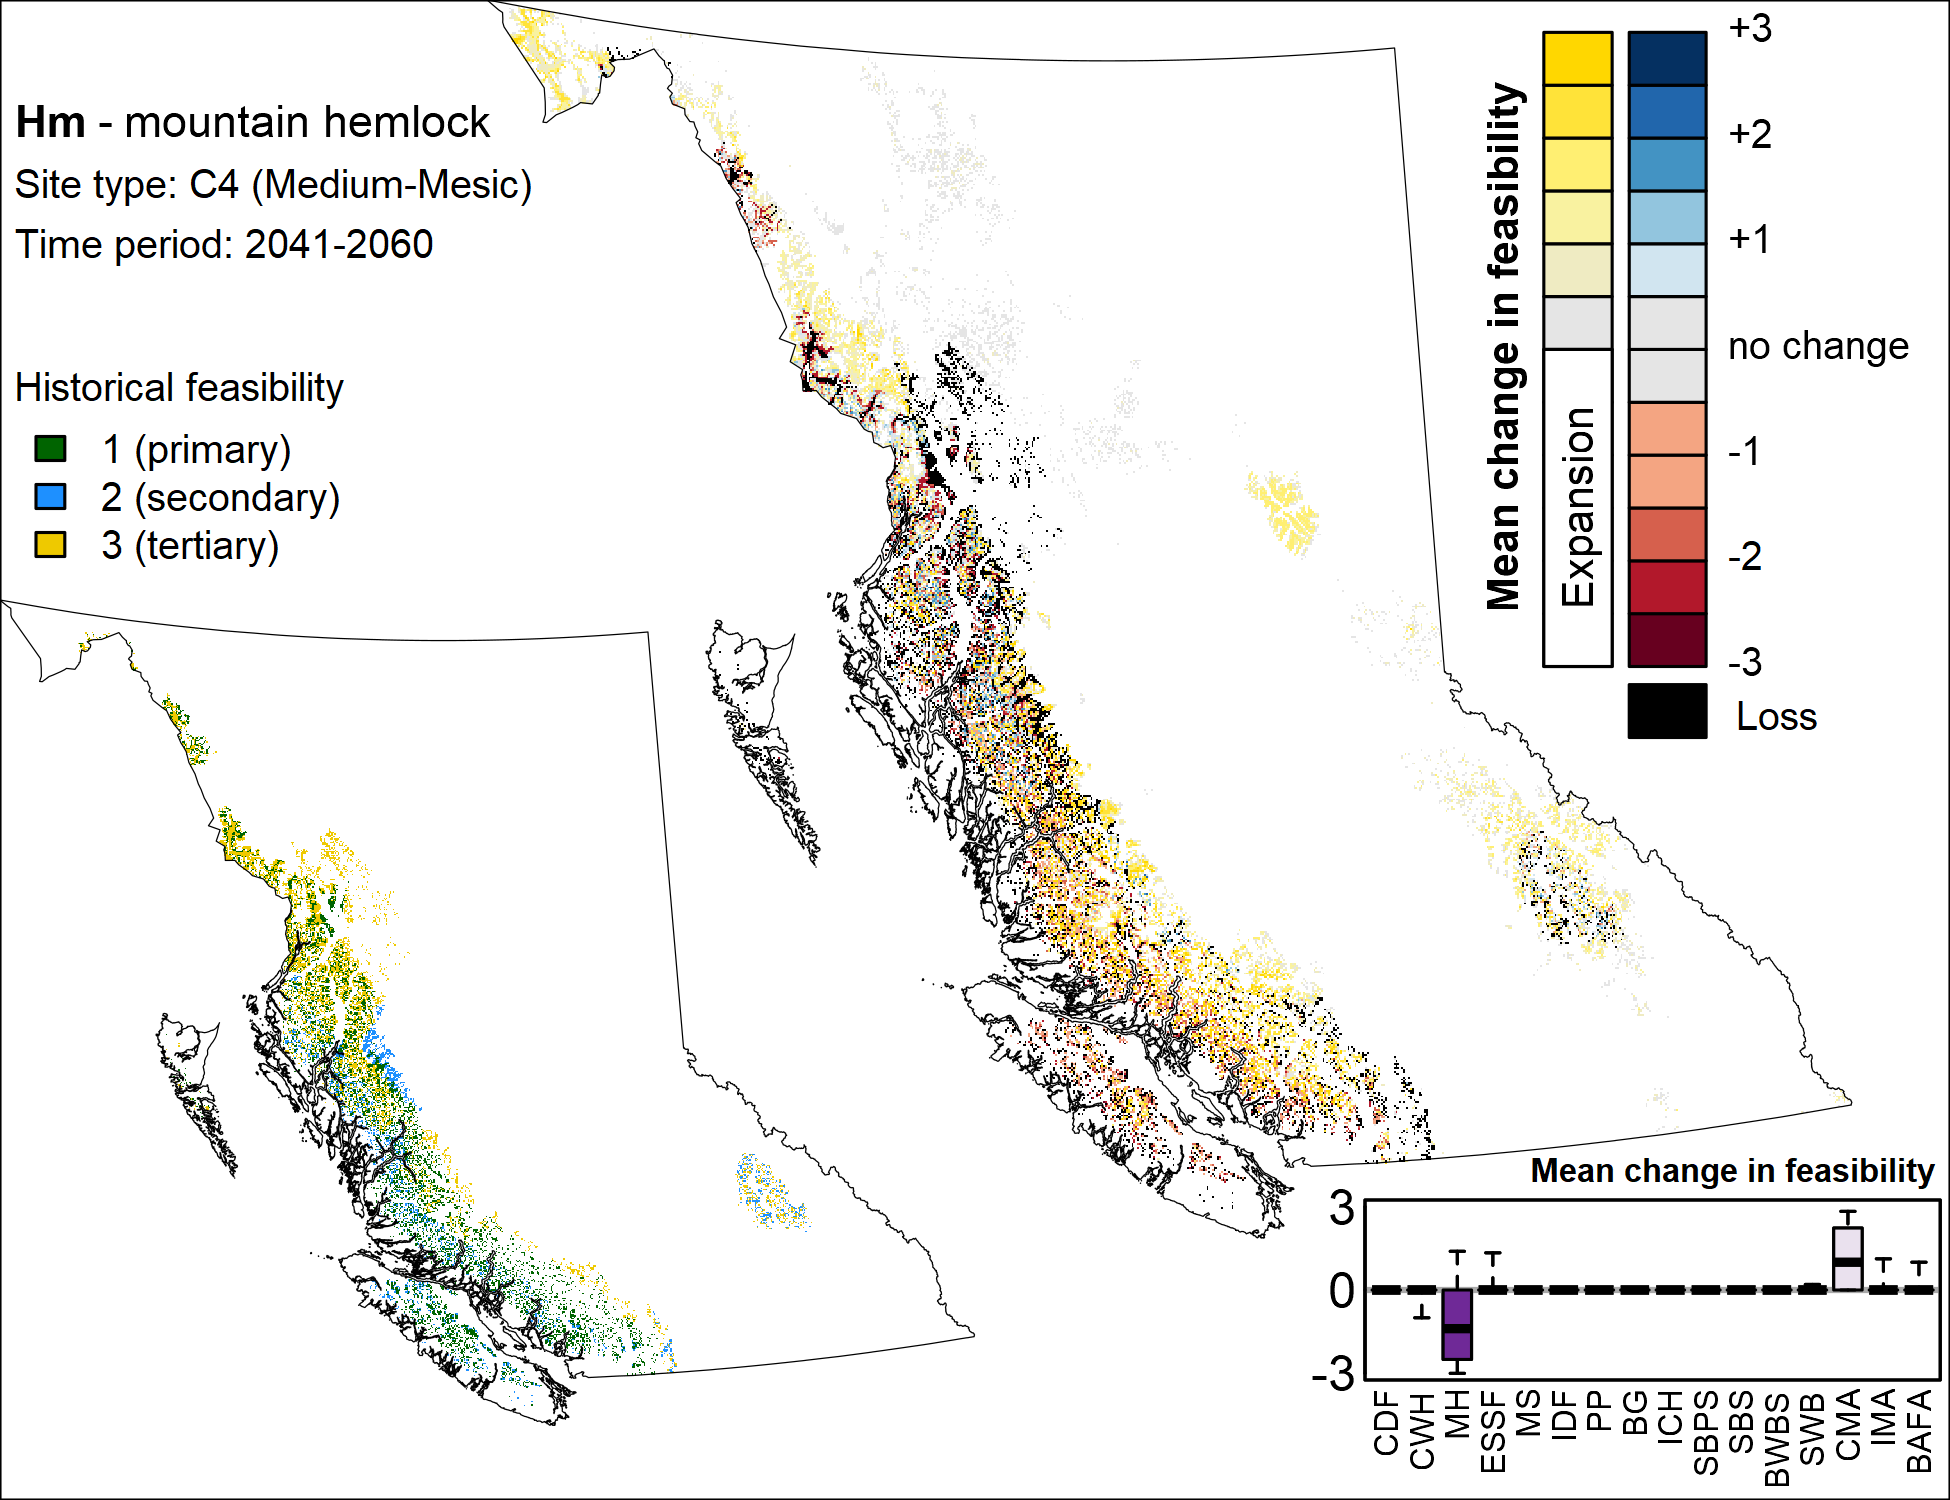 Hm - mountain hemlock
Site type: C4 (Medium-Mesic)
Time period: 2041-2060
Historical feasibility
1 (primary)
2 (secondary)
3 (tertiary)
Mean change in feasibility
Expansion
+3
+2
+1
no change
-1
-2
-3
Loss
Mean change in feasibility
3
0
-3
CDF
CWH
MH
ESSF
MS
IDF
PP
BG
ICH
SBPS
SBS
BWBS
SWB
CMA
IMA
BAFA